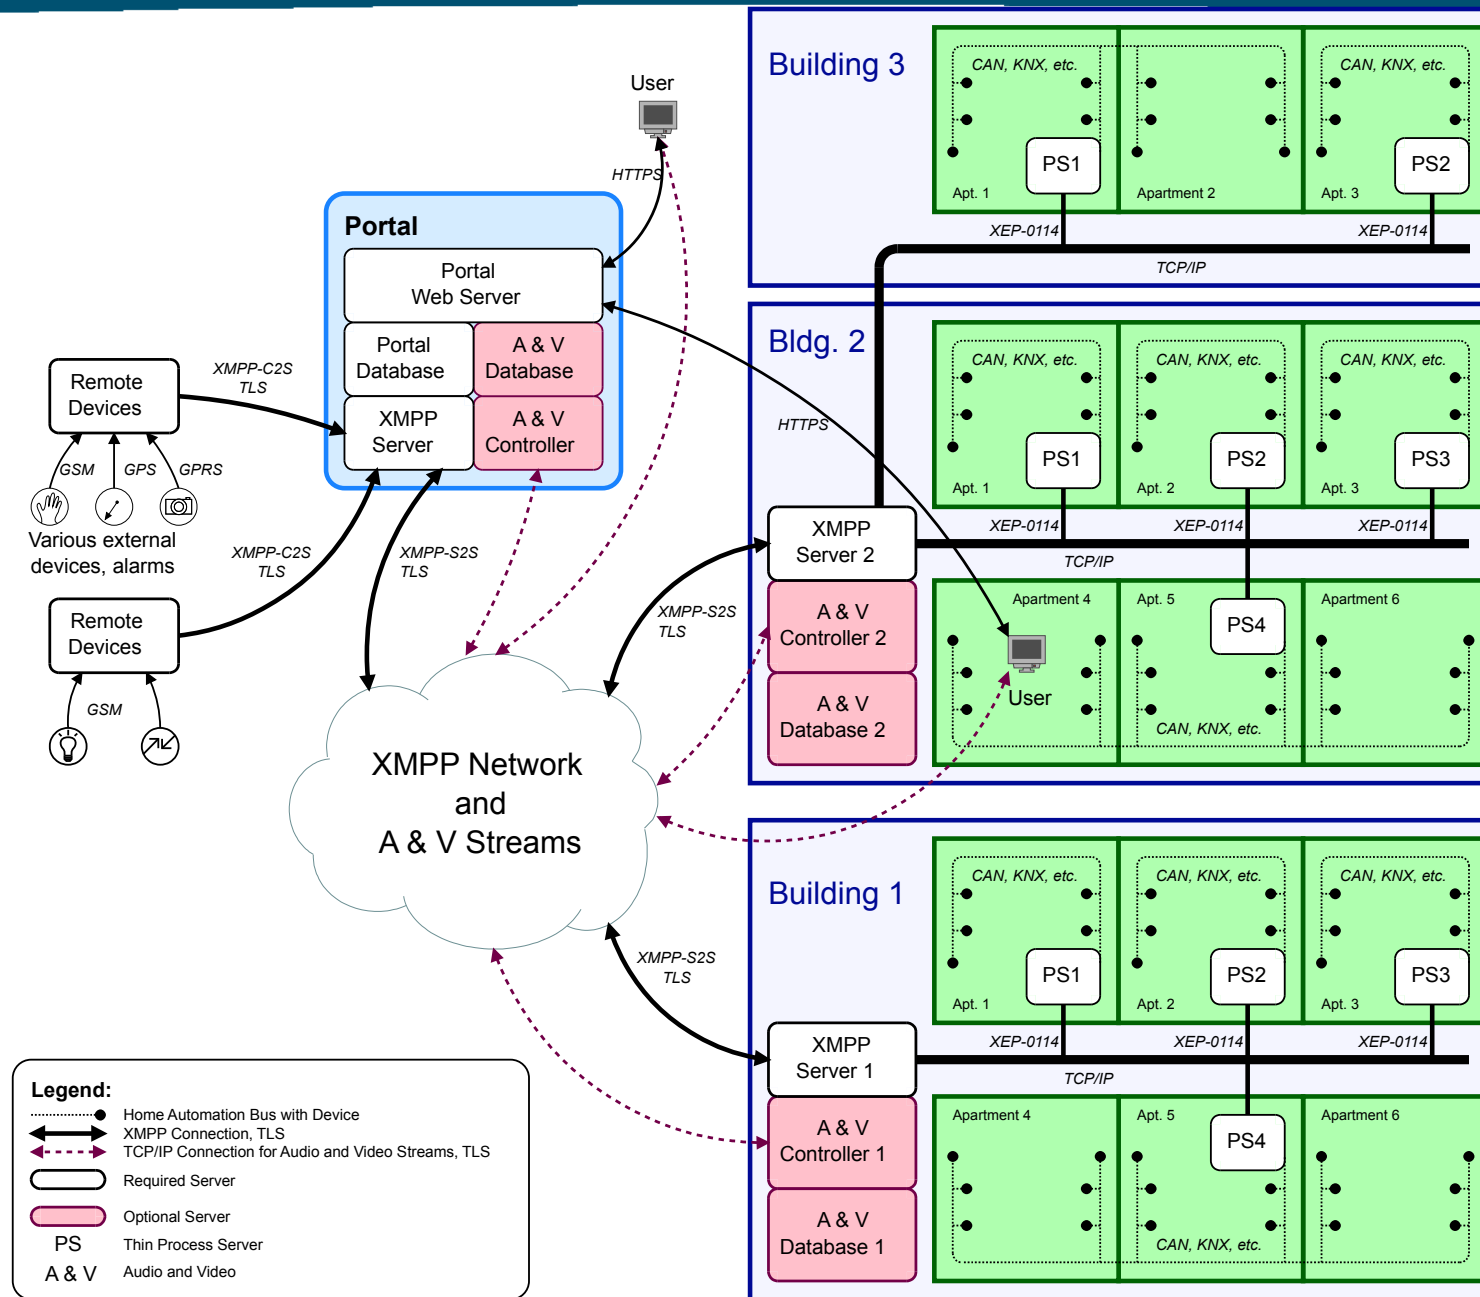 User
HTTPS
Portal
Portal
Web Server
Portal
Database
A & V
Database
XMPP
Server
A & V
Controller
Remote
Devices
XMPP-C2S
TLS
GSM
GPS
GPRS
Various external
devices, alarms
XMPP-C2S
TLS
XMPP-S2S
TLS
Remote
Devices
GSM
XMPP Network
and
A & V Streams
HTTPS
XMPP-S2S
TLS
XMPP-S2S
TLS
Building 3
CAN, KNX, etc.
CAN, KNX, etc.
PS1
PS2
Apt. 1
Apartment 2
Apt. 3
XEP-0114
XEP-0114
TCP/IP
Bldg. 2
CAN, KNX, etc.
CAN, KNX, etc.
CAN, KNX, etc.
PS1
PS2
PS3
Apt. 1
Apt. 2
Apt. 3
XEP-0114
XEP-0114
XEP-0114
XMPP
Server 2
TCP/IP
A & V
Controller 2
A & V
Database 2
Apartment 4
Apt. 5
Apartment 6
PS4
User
CAN, KNX, etc.
Building 1
CAN, KNX, etc.
CAN, KNX, etc.
CAN, KNX, etc.
PS1
PS2
PS3
Apt. 1
Apt. 2
Apt. 3
XEP-0114
XEP-0114
XEP-0114
XMPP
Server 1
TCP/IP
A & V
Controller 1
A & V
Database 1
Apartment 4
Apt. 5
Apartment 6
PS4
CAN, KNX, etc.
Legend:
Home Automation Bus with Device
XMPP Connection, TLS
TCP/IP Connection for Audio and Video Streams, TLS
Required Server
Optional Server
PS Thin Process Server
A & V Audio and Video